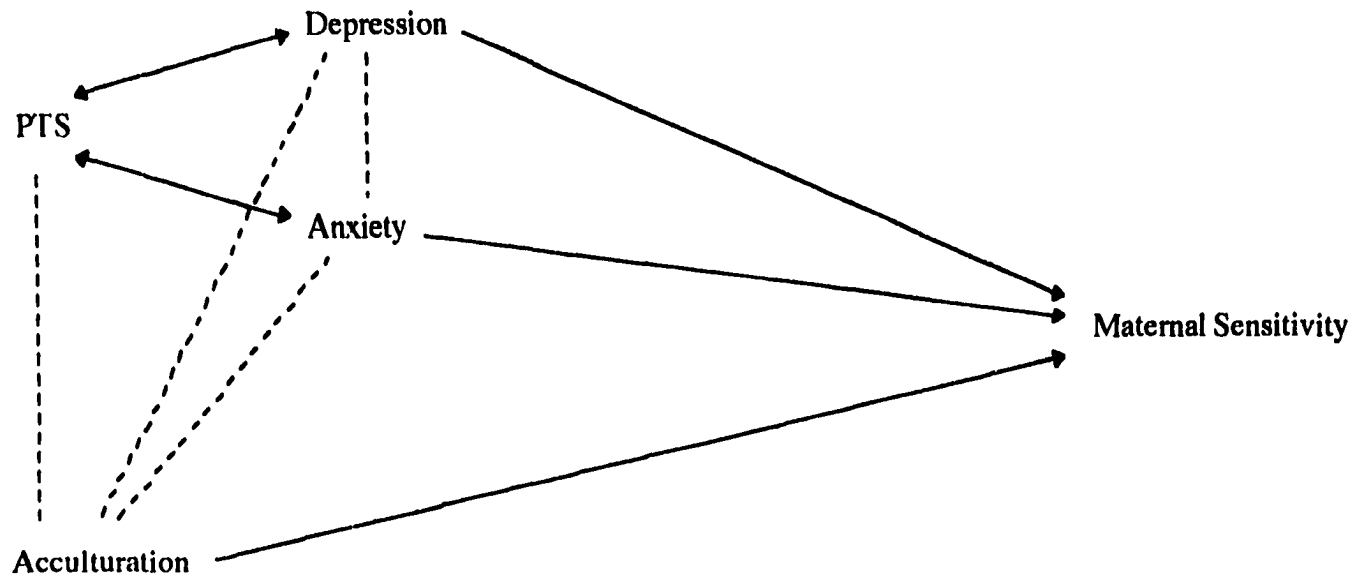 Depression
PTS
Anxiety
Maternal Sensitivity
Acculturation